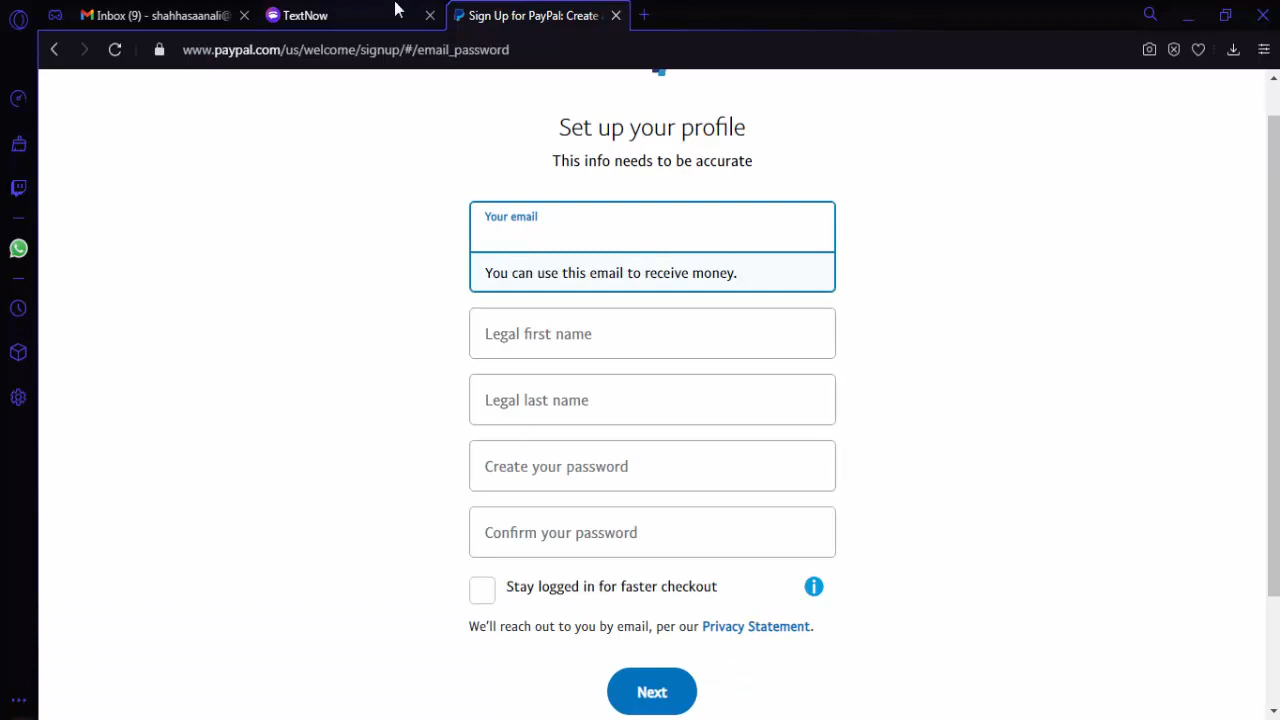 Inbox (9) - shahhasaanali@
TextNow
Sign Up for PayPal: Create
www.paypal.com/us/welcome/signup/#/email_password
Set up your profile
This info needs to be accurate
Your email
You can use this email to receive money.
Legal first name
Legal last name
Create your password
Confirm your password
Stay logged in for faster checkout
We'll reach out to you by email, per our Privacy Statement.
Next